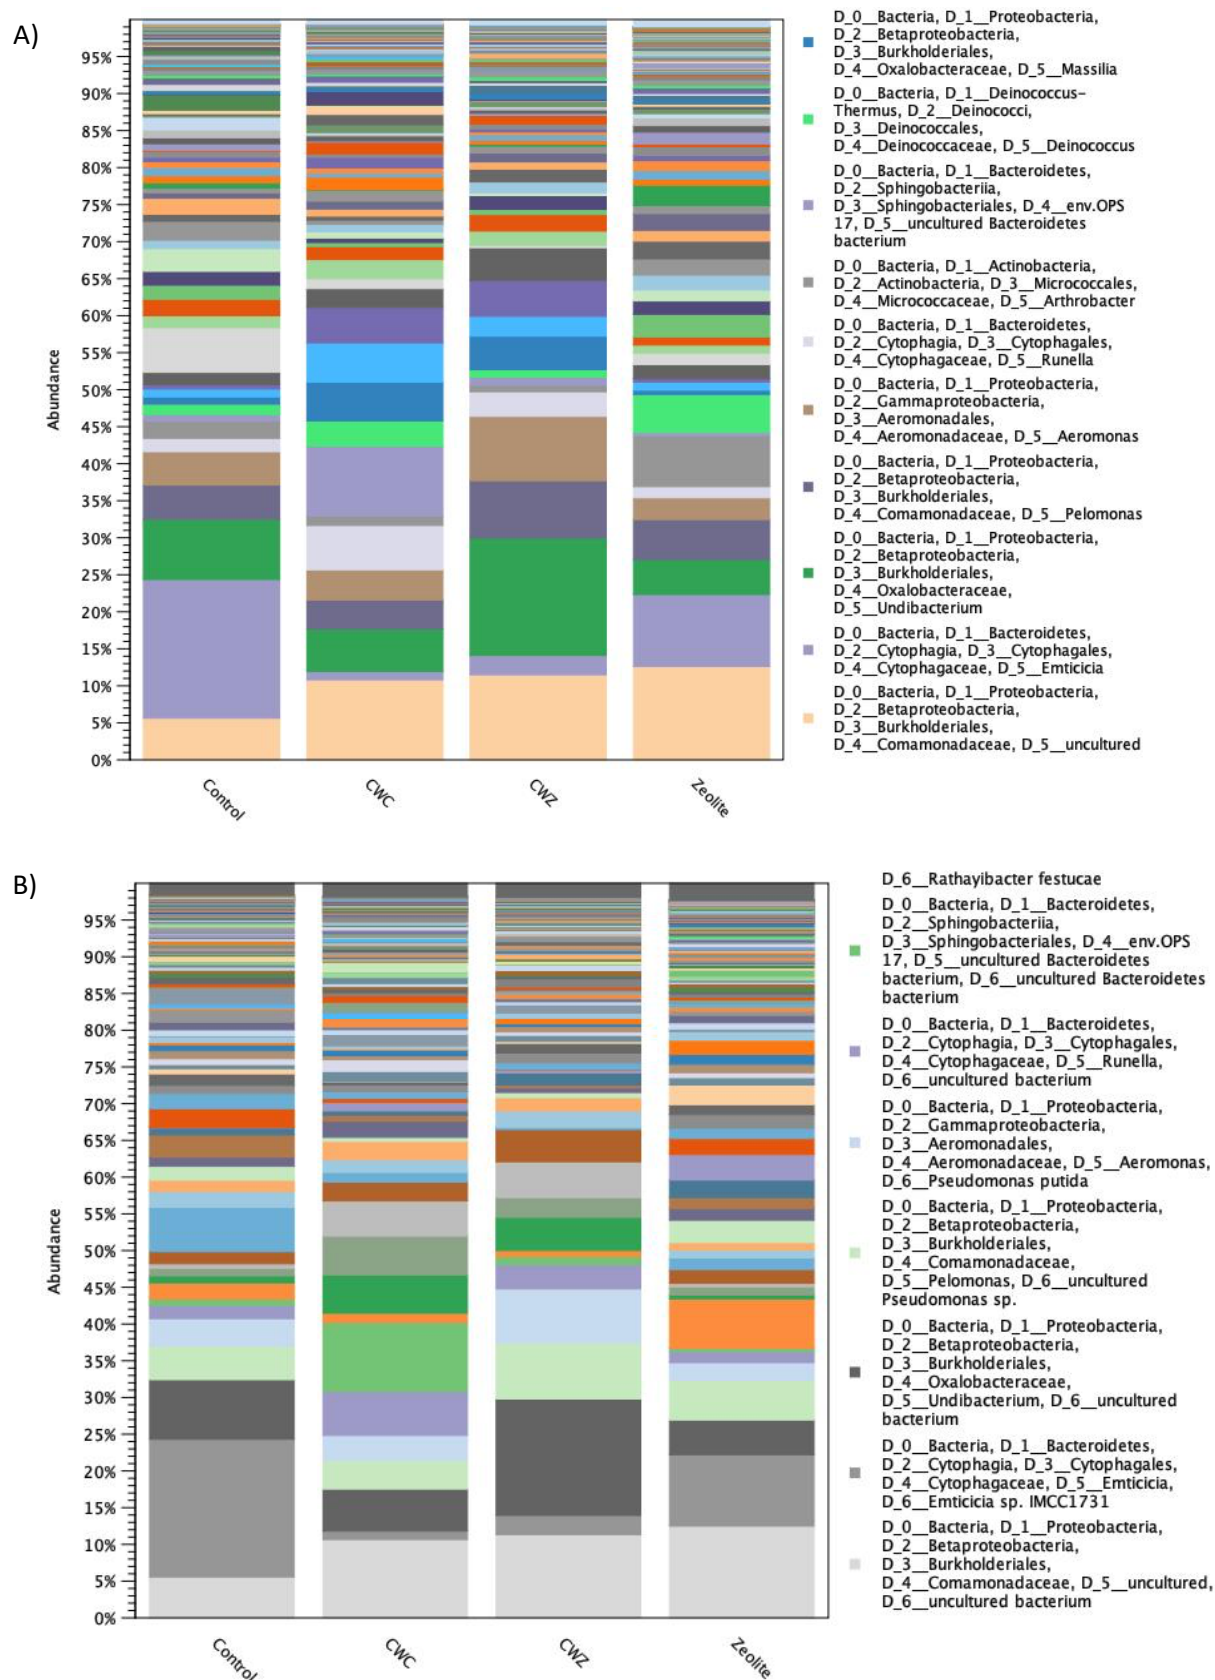 A)
95%
90%
85%
80%
75%
70%
65%
60%
55%
50%
45%
40%
35%
30%
25%
20%
15%
10%
5%
0%
Abundance
Control
CWC
CWZ
Zeolite
D_0__Bacteria, D_1__Proteobacteria,
D_2__Betaproteobacteria,
D_3__Burkholderiales,
D_4__Oxalobacteraceae, D_5__Massilia
D_0__Bacteria, D_1__Deinococcus-
Thermus, D_2__Deinococci,
D_3__Deinococcales,
D_4__Deinococcaceae, D_5__Deinococcus
D_0__Bacteria, D_1__Bacteroidetes,
D_2__Sphingobacteriia,
D_3__Sphingobacteriales, D_4__env.OPS
17, D_5__uncultured Bacteroidetes
bacterium
D_0__Bacteria, D_1__Actinobacteria,
D_2__Actinobacteria, D_3__Micrococcales,
D_4__Micrococcaceae, D_5__Arthrobacter
D_0__Bacteria, D_1__Bacteroidetes,
D_2__Cytophagia, D_3__Cytophagales,
D_4__Cytophagaceae, D_5__Runella
D_0__Bacteria, D_1__Proteobacteria,
D_2__Gammaproteobacteria,
D_3__Aeromonadales,
D_4__Aeromonadaceae, D_5__Aeromonas
D_0__Bacteria, D_1__Proteobacteria,
D_2__Betaproteobacteria,
D_3__Burkholderiales,
D_4__Comamonadaceae, D_5__Pelomonas
D_0__Bacteria, D_1__Proteobacteria,
D_2__Betaproteobacteria,
D_3__Burkholderiales,
D_4__Oxalobacteraceae,
D_5__Undibacterium
D_0__Bacteria, D_1__Bacteroidetes,
D_2__Cytophagia, D_3__Cytophagales,
D_4__Cytophagaceae, D_5__Emticicia
D_0__Bacteria, D_1__Proteobacteria,
D_2__Betaproteobacteria,
D_3__Burkholderiales,
D_4__Comamonadaceae, D_5__uncultured
B)
95%
90%
85%
80%
75%
70%
65%
60%
55%
50%
45%
40%
35%
30%
25%
20%
15%
10%
5%
0%
Abundance
Control
CWC
CWZ
Zeolite
D_6__Rathayibacter festucae
D_0__Bacteria, D_1__Bacteroidetes,
D_2__Sphingobacteriia,
D_3__Sphingobacteriales, D_4__env.OPS
17, D_5__uncultured Bacteroidetes
bacterium, D_6__uncultured Bacteroidetes
bacterium
D_0__Bacteria, D_1__Bacteroidetes,
D_2__Cytophagia, D_3__Cytophagales,
D_4__Cytophagaceae, D_5__Runella,
D_6__uncultured bacterium
D_0__Bacteria, D_1__Proteobacteria,
D_2__Gammaproteobacteria,
D_3__Aeromonadales,
D_4__Aeromonadaceae, D_5__Aeromonas,
D_6__Pseudomonas putida
D_0__Bacteria, D_1__Proteobacteria,
D_2__Betaproteobacteria,
D_3__Burkholderiales,
D_4__Comamonadaceae,
D_5__Pelomonas, D_6__uncultured
Pseudomonas sp.
D_0__Bacteria, D_1__Proteobacteria,
D_2__Betaproteobacteria,
D_3__Burkholderiales,
D_4__Oxalobacteraceae,
D_5__Undibacterium, D_6__uncultured
bacterium
D_0__Bacteria, D_1__Bacteroidetes,
D_2__Cytophagia, D_3__Cytophagales,
D_4__Cytophagaceae, D_5__Emticicia,
D_6__Emticicia sp. IMCC1731
D_0__Bacteria, D_1__Proteobacteria,
D_2__Betaproteobacteria,
D_3__Burkholderiales,
D_4__Comamonadaceae, D_5__uncultured,
D_6__uncultured bacterium